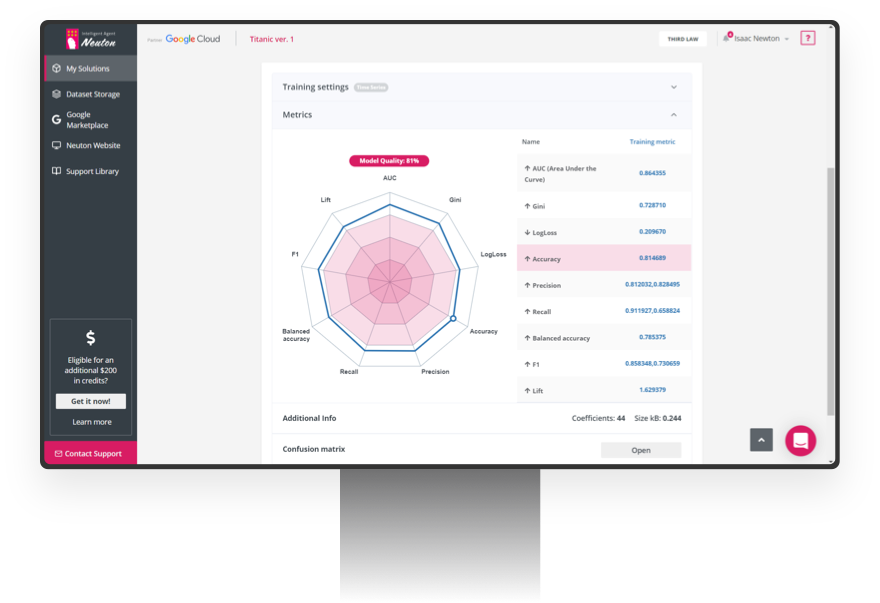 Intelligent Agent
Neuton
Partner Google Cloud
Titanic ver. 1
THIRD LAW
Isaac Newton
?
My Solutions
Dataset Storage
Google
Marketplace
Neuton Website
Support Library
$
Eligible for an
additional $200
in credits?
Get it now!
Learn more
Contact Support
Training settings
Metrics
Model Quality: 81%
AUC
Gini
LogLoss
Accuracy
Precision
Recall
Balanced
accuracy
F1
Lift
Name Training metric
↑ AUC (Area Under the
Curve) 0.864355
↑ Gini 0.728710
↓ LogLoss 0.209670
↑ Accuracy 0.814689
↑ Precision 0.812032,0.828495
↑ Recall 0.911927,0.658824
↑ Balanced accuracy 0.785375
↑ F1 0.858348,0.730659
↑ Lift 1.629379
Additional Info Coefficients: 44 Size kB: 0.244
Confusion matrix Open